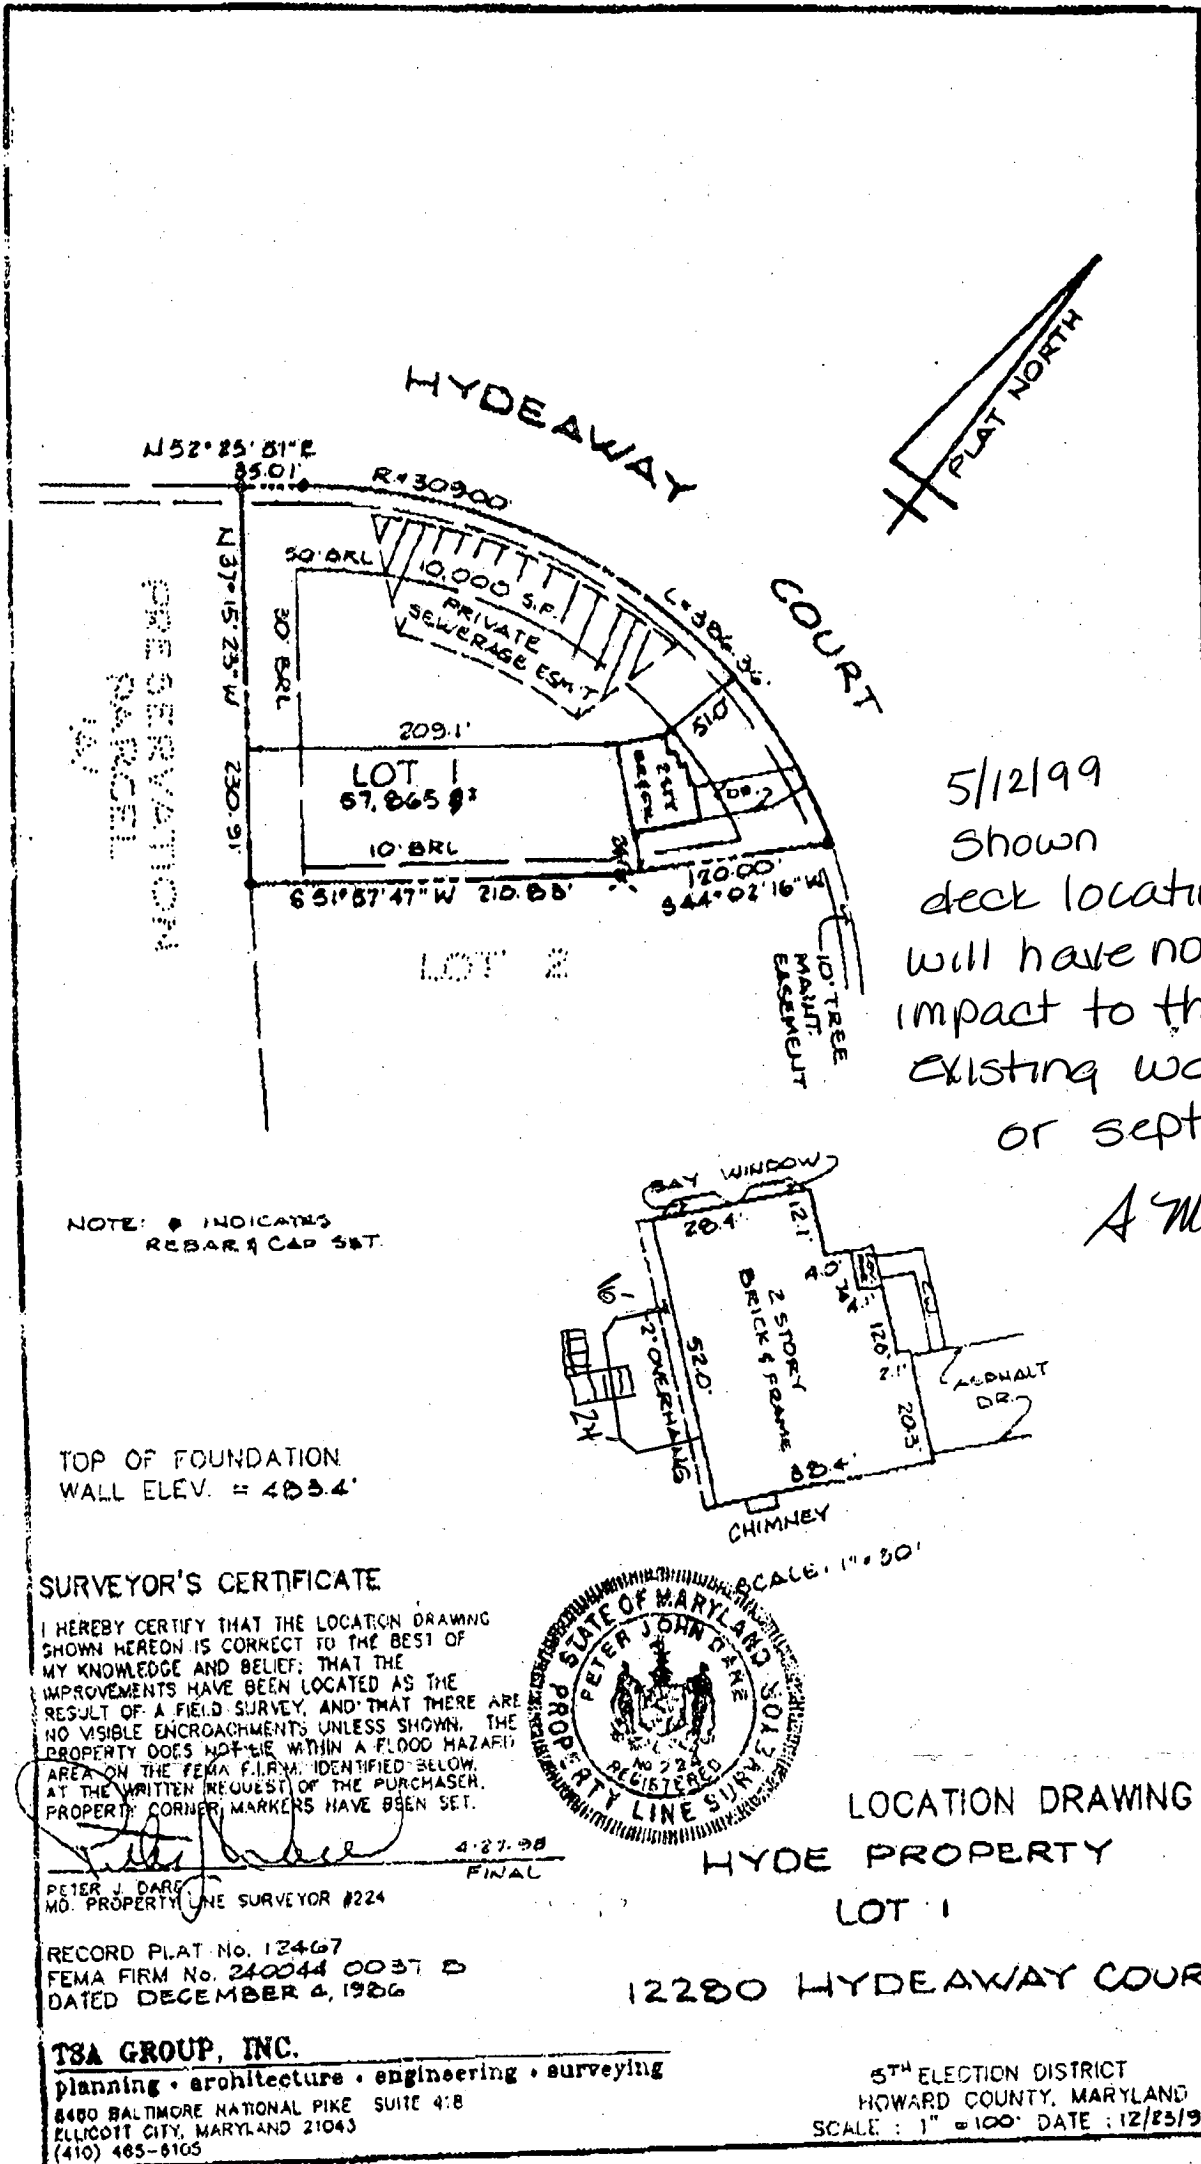 HYDEAWAY
COURT
PLAT NORTH
N52°25'51"E
85.01'
R=309.00'
L=386.36'
50' BRL
10,000 S.F.
PRIVATE
SEWERAGE ESM'T
N 37°15'23" W 230.91'
30' BRL
PRESERVATION
PARCEL
'A'
209.1'
51.0'
LOT 1
57,865
2 STY
DR.
10' BRL
S 51°57'47" W 210.88'
120.00'
S 44°02'16" W
LOT 2
10' TREE
MAINT.
EASEMENT
5/12/99
Shown
deck locatin
will have no
impact to th
existing
or sept
A M
NOTE: INDICATES
REBAR & CAP SET.
BAY WINDOW
28.4'
12.1'
4.0'
16'
2' OVERHANG
52.0'
2 STORY
BRICK & FRAME
12.0'
2.1'
20.3'
ASPHALT
DR.
24
38.4'
CHIMNEY
SCALE: 1"=30'
TOP OF FOUNDATION
WALL ELEV. = 483.4'
SURVEYOR'S CERTIFICATE
I HEREBY CERTIFY THAT THE LOCATION DRAWING
SHOWN HEREON IS CORRECT TO THE BEST OF
MY KNOWLEDGE AND BELIEF; THAT THE
IMPROVEMENTS HAVE BEEN LOCATED AS THE
RESULT OF A FIELD SURVEY, AND THAT THERE ARE
NO VISIBLE ENCROACHMENTS UNLESS SHOWN. THE
PROPERTY DOES NOT LIE WITHIN A FLOOD HAZARD
AREA ON THE FEMA F.I.R.M. IDENTIFIED BELOW.
AT THE WRITTEN REQUEST OF THE PURCHASER,
PROPERTY CORNER MARKERS HAVE BEEN SET.
4-27-98
FINAL
PETER J. DARE
MD. PROPERTY LINE SURVEYOR #224
STATE OF MARYLAND
PETER JOHN DARE
No 224
REGISTERED
PROPERTY LINE SURVEYOR
RECORD PLAT No. 12467
FEMA FIRM No. 240044 0037 B
DATED DECEMBER 4, 1986
LOCATION DRAWING
HYDE PROPERTY
LOT 1
12280 HYDEAWAY COUR
TSA GROUP, INC.
planning • architecture • engineering • surveying
8480 BALTIMORE NATIONAL PIKE SUITE 418
ELLICOTT CITY, MARYLAND 21043
(410) 465-6105
5TH ELECTION DISTRICT
HOWARD COUNTY, MARYLAND
SCALE : 1" = 100' DATE : 12/23/9